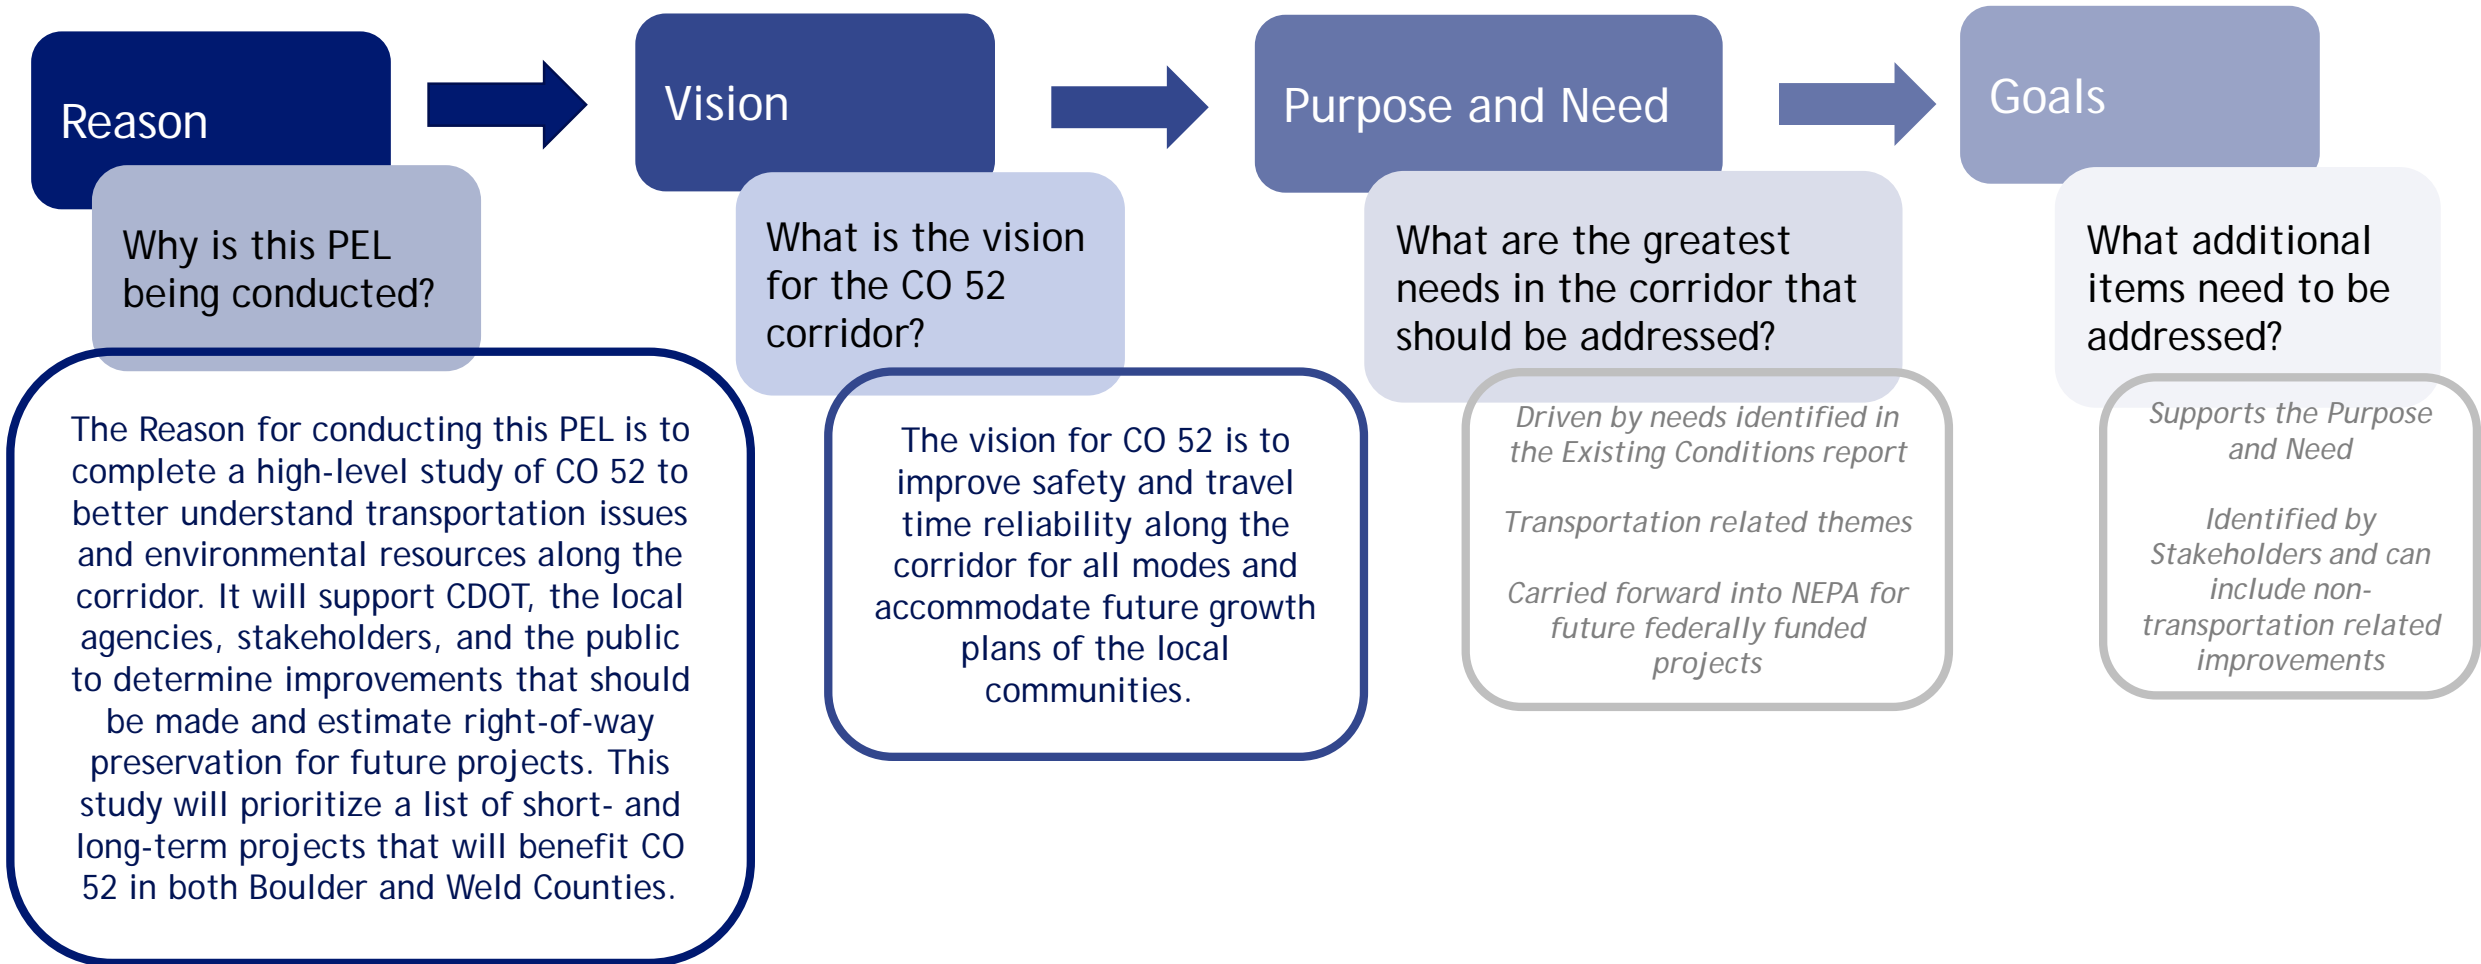 Reason
Why is this PEL
being conducted?
The Reason for conducting this PEL is to
complete a high-level study of CO 52 to
better understand transportation issues
and environmental resources along the
corridor. It will support CDOT, the local
agencies, stakeholders, and the public
to determine improvements that should
be made and estimate right-of-way
preservation for future projects. This
study will prioritize a list of short- and
long-term projects that will benefit CO
52 in both Boulder and Weld Counties.
Vision
What is the vision
for the CO 52
corridor?
The vision for CO 52 is to
improve safety and travel
time reliability along the
corridor for all modes and
accommodate future growth
plans of the local
communities.
Purpose and Need
What are the greatest
needs in the corridor that
should be addressed?
Driven by needs identified in
the Existing Conditions report
Transportation related themes
Carried forward into NEPA for
future federally funded
projects
Goals
What additional
items need to be
addressed?
Supports the Purpose
and Need
Identified by
Stakeholders and can
include non-
transportation related
improvements